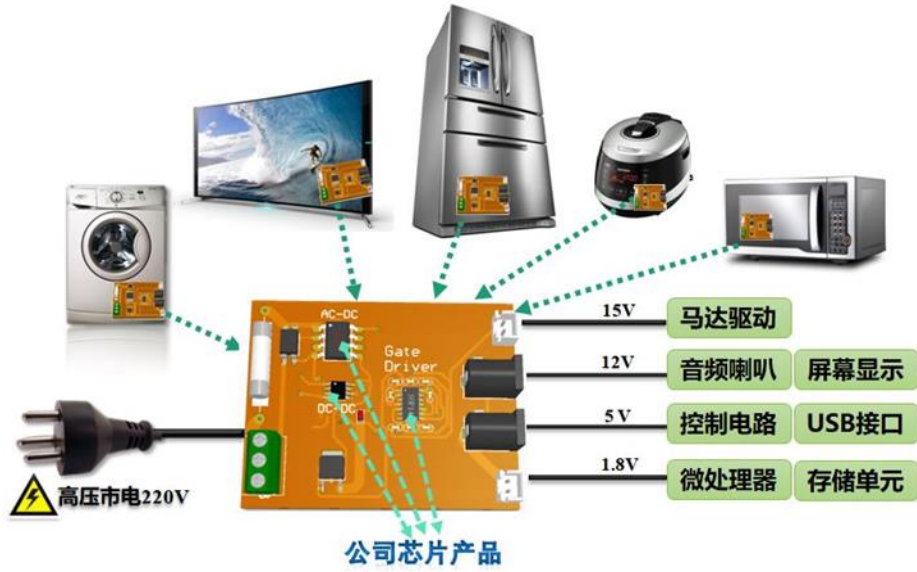 AC-DC
Gate
Driver
DC-DC
15V
马达驱动
12V
音频喇叭
屏幕显示
5V
控制电路
USB接口
1.8V
微处理器
存储单元
高压市电220V
公司芯片产品